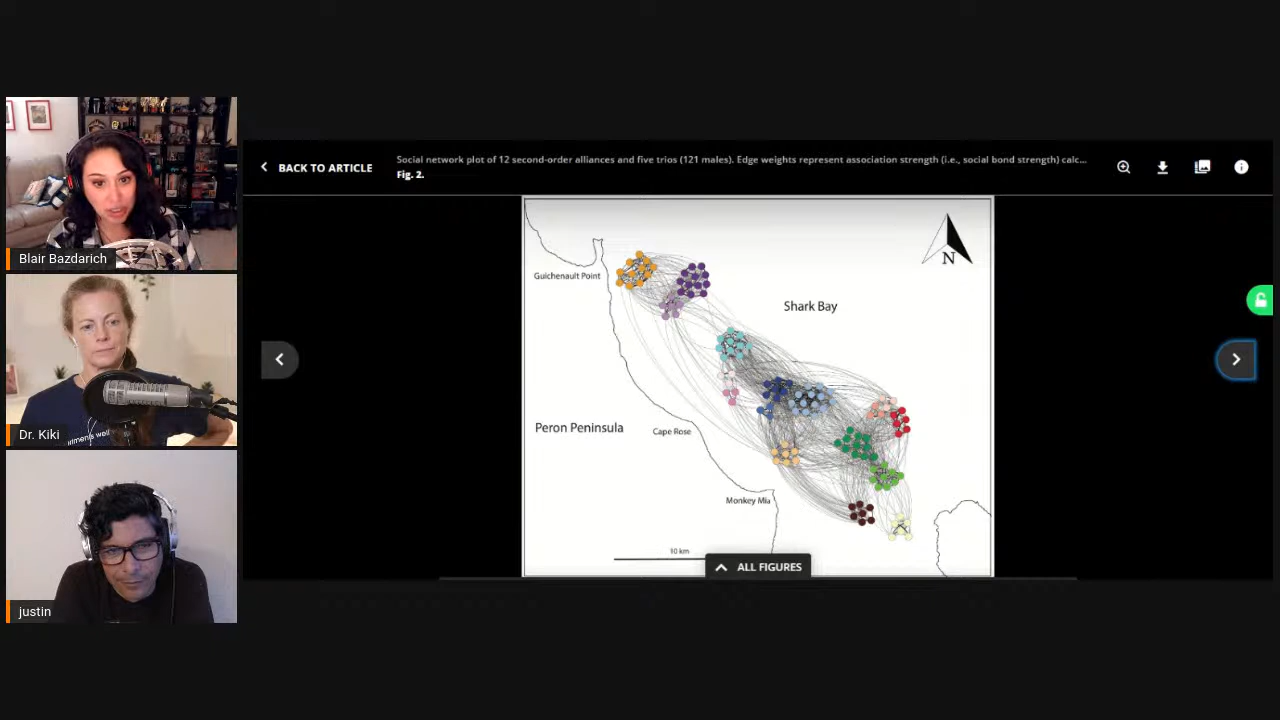 BACK TO ARTICLE
Social network plot of 12 second-order alliances and five trios (121 males). Edge weights represent association strength (i.e., social bond strength) calc...
Fig. 2.
N
Guichenault Point
Shark Bay
Peron Peninsula
Cape Rose
Monkey Mia
10 km
ALL FIGURES
Blair Bazdarich
Dr. Kiki
justin